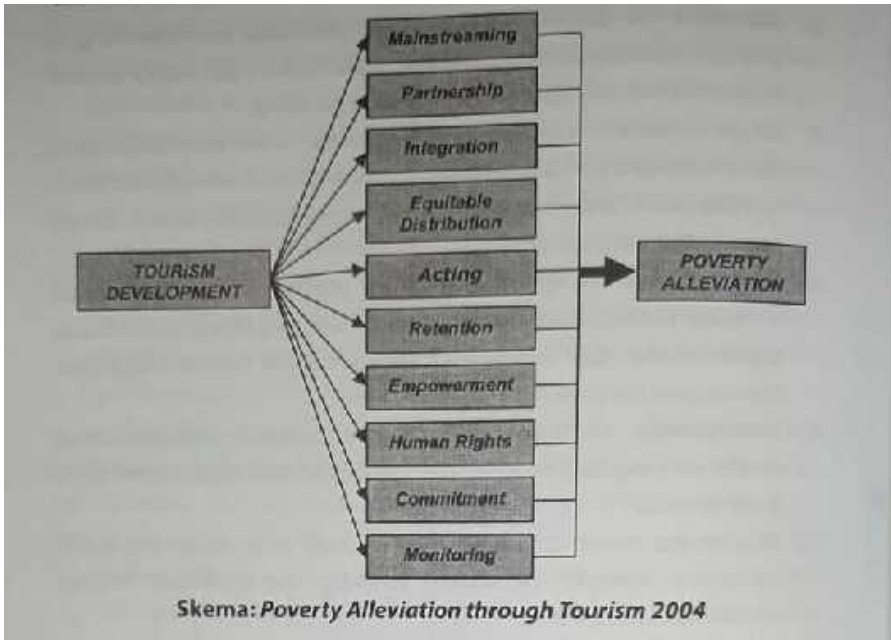 Mainstreaming
Partnership
Integration
Equitable
Distribution
TOURISM
DEVELOPMENT
Acting
POVERTY
ALLEVIATION
Retention
Empowerment
Human Rights
Commitment
Monitoring
Skema: Poverty Alleviation through Tourism 2004